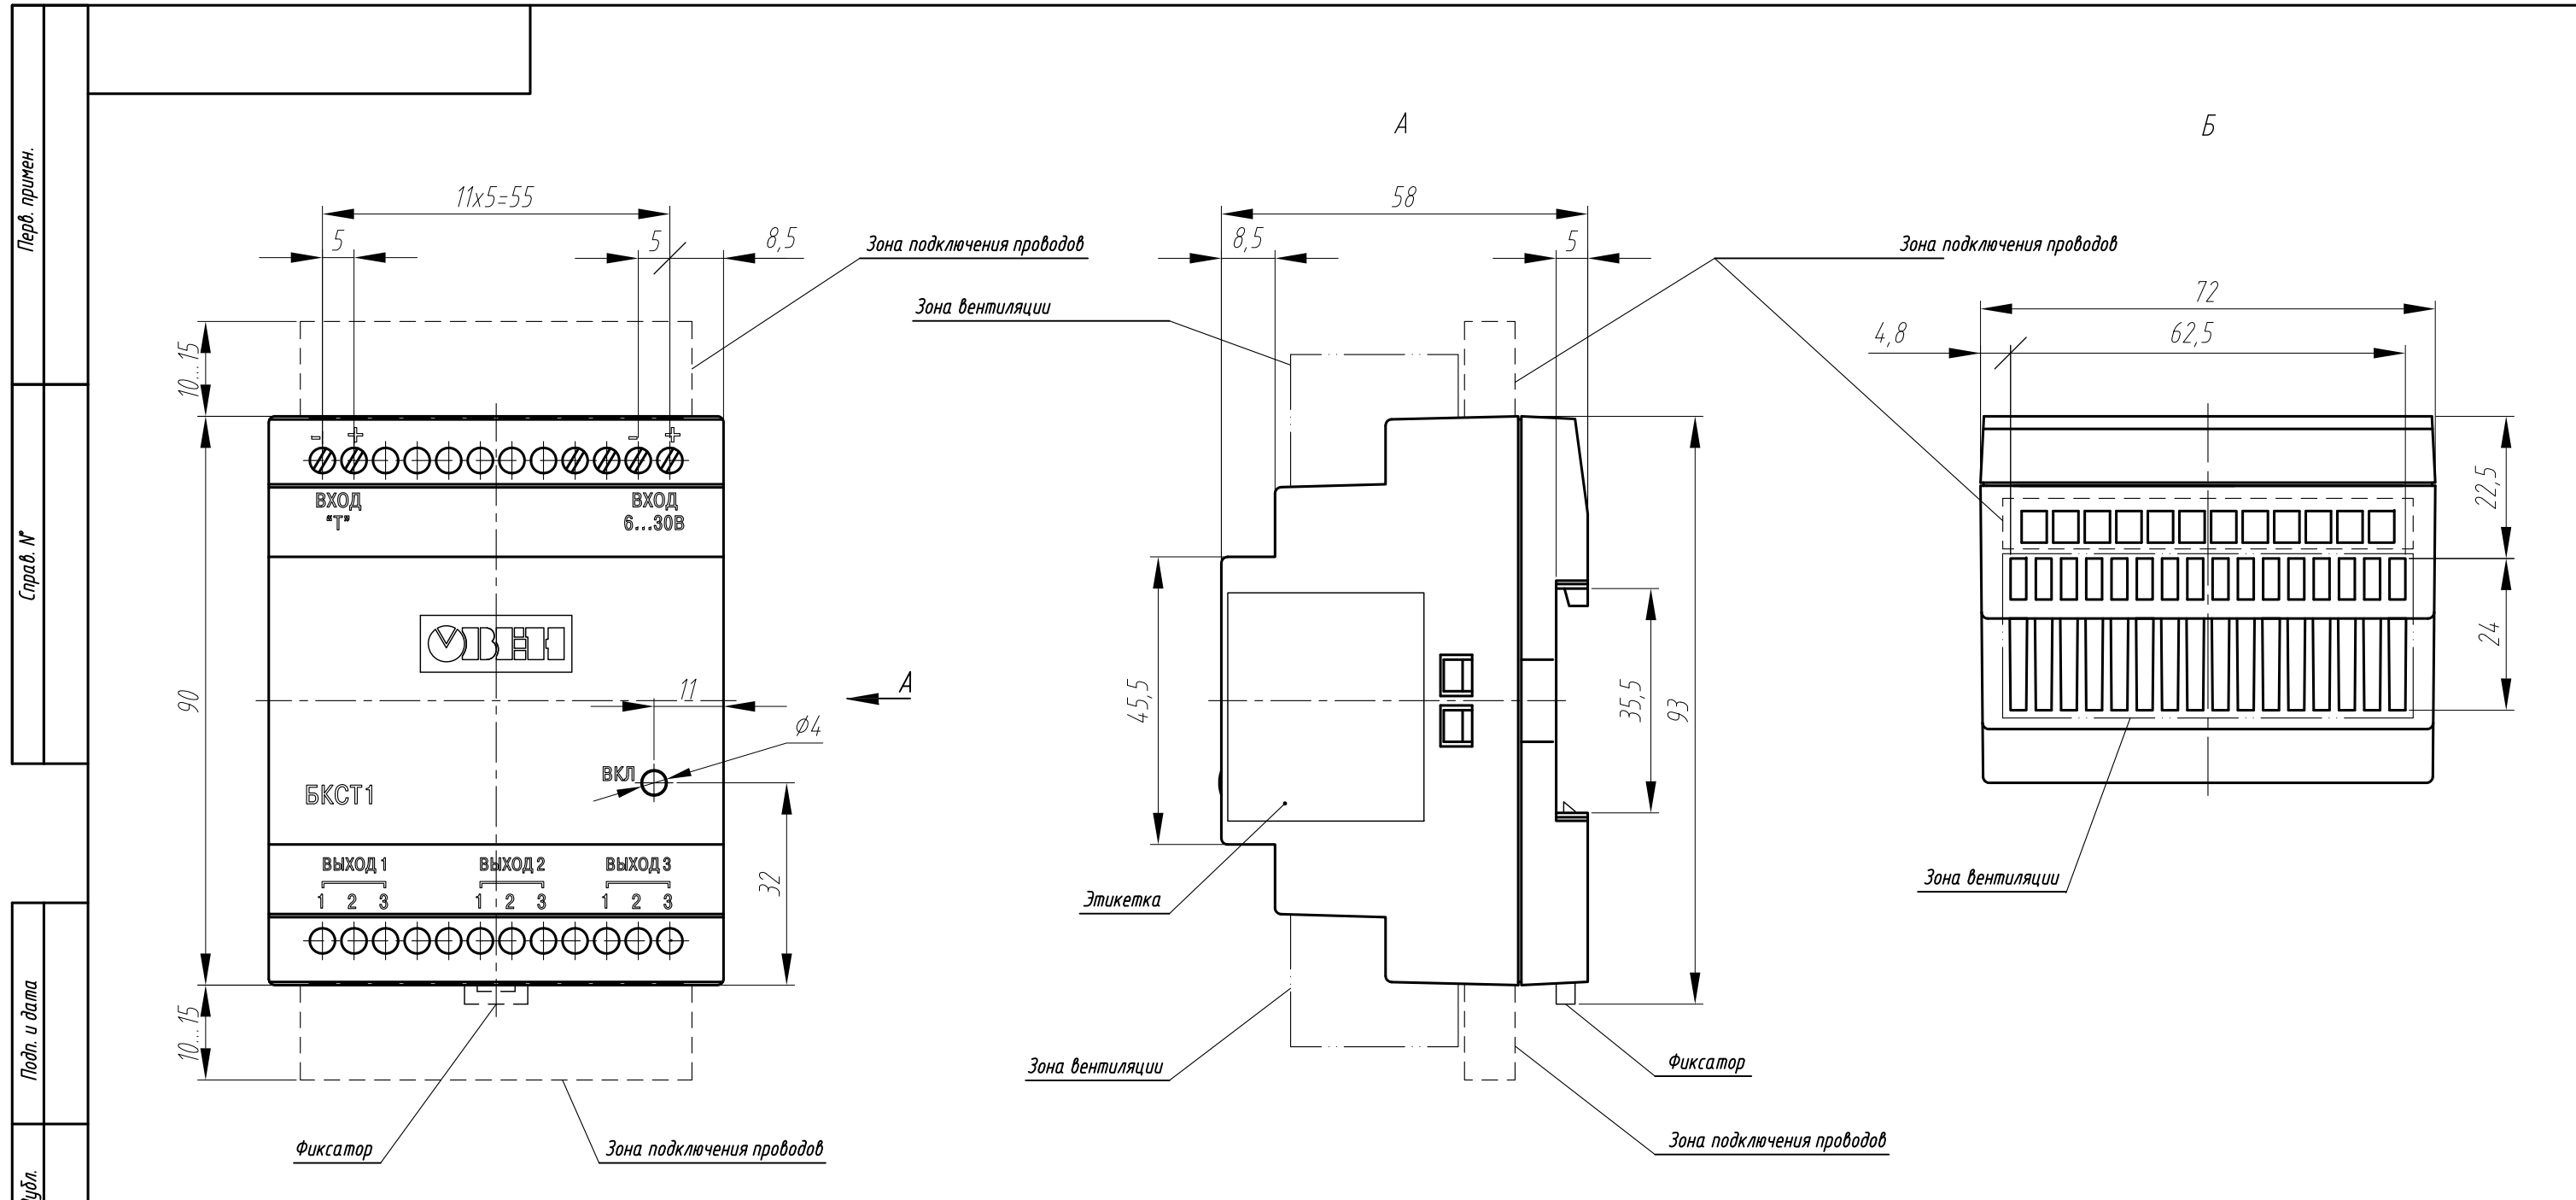 Перв. примен.
Справ. №
Подп. и дата
А
Б
11х5=55
5
5
8,5
Зона подключения проводов
Зона вентиляции
58
8,5
5
Зона подключения проводов
72
4,8
62,5
10...15
- +
- +
ВХОД
"Т"
ВХОД
6...30В
ОВЕН
90
11
А
Ø4
ВКЛ
БКСТ1
32
ВЫХОД 1
ВЫХОД 2
ВЫХОД 3
1 2 3
1 2 3
1 2 3
10...15
Фиксатор
Зона подключения проводов
45,5
35,5
93
Этикетка
Зона вентиляции
Фиксатор
Зона подключения проводов
22,5
24
Зона вентиляции